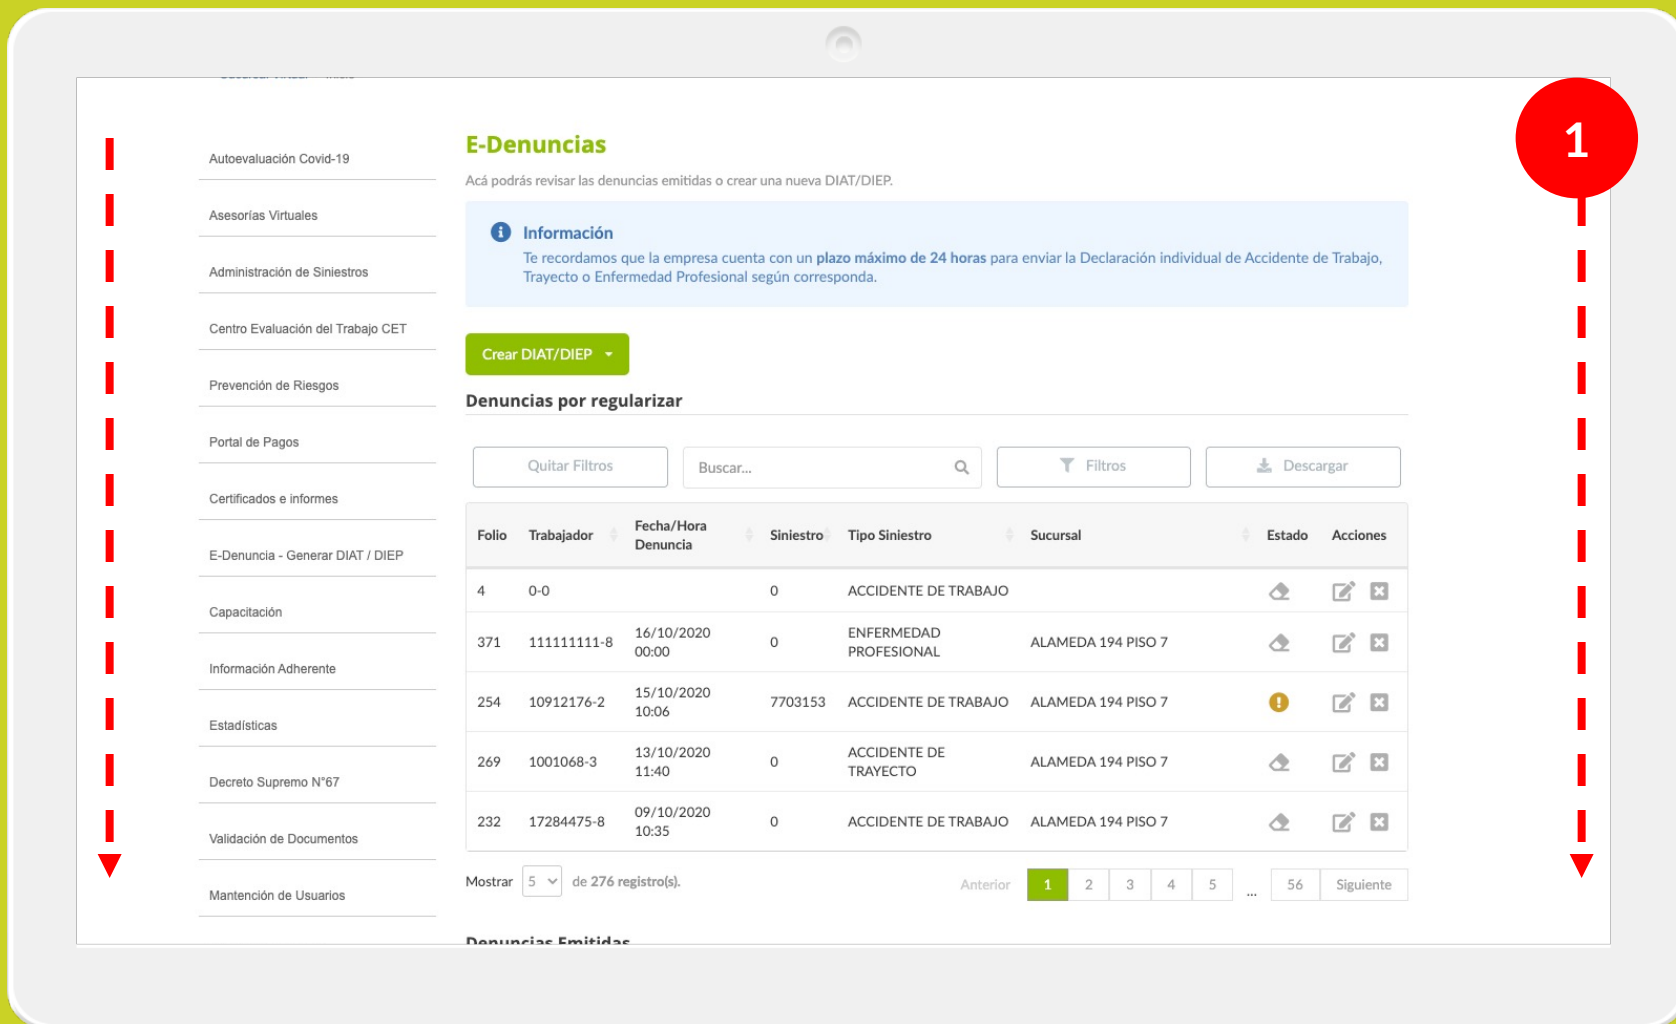 1
Autoevaluación Covid-19
Asesorías Virtuales
Administración de Siniestros
Centro Evaluación del Trabajo CET
Prevención de Riesgos
Portal de Pagos
Certificados e informes
E-Denuncia - Generar DIAT / DIEP
Capacitación
Información Adherente
Estadísticas
Decreto Supremo N°67
Validación de Documentos
Mantención de Usuarios
E-Denuncias
Acá podrás revisar las denuncias emitidas o crear una nueva DIAT/DIEP.
Información
Te recordamos que la empresa cuenta con un plazo máximo de 24 horas para enviar la Declaración individual de Accidente de Trabajo,
Trayecto o Enfermedad Profesional según corresponda.
Crear DIAT/DIEP
Denuncias por regularizar
Quitar Filtros Buscar... Filtros Descargar
Folio Trabajador Fecha/Hora Denuncia Siniestro Tipo Siniestro Sucursal Estado Acciones
4 0-0 0 ACCIDENTE DE TRABAJO
371 111111111-8 16/10/2020 00:00 0 ENFERMEDAD PROFESIONAL ALAMEDA 194 PISO 7
254 10912176-2 15/10/2020 10:06 7703153 ACCIDENTE DE TRABAJO ALAMEDA 194 PISO 7
269 1001068-3 13/10/2020 11:40 0 ACCIDENTE DE TRAYECTO ALAMEDA 194 PISO 7
232 17284475-8 09/10/2020 10:35 0 ACCIDENTE DE TRABAJO ALAMEDA 194 PISO 7
Mostrar 5 de 276 registro(s). Anterior 1 2 3 4 5 ... 56 Siguiente
Denuncias Emitidas